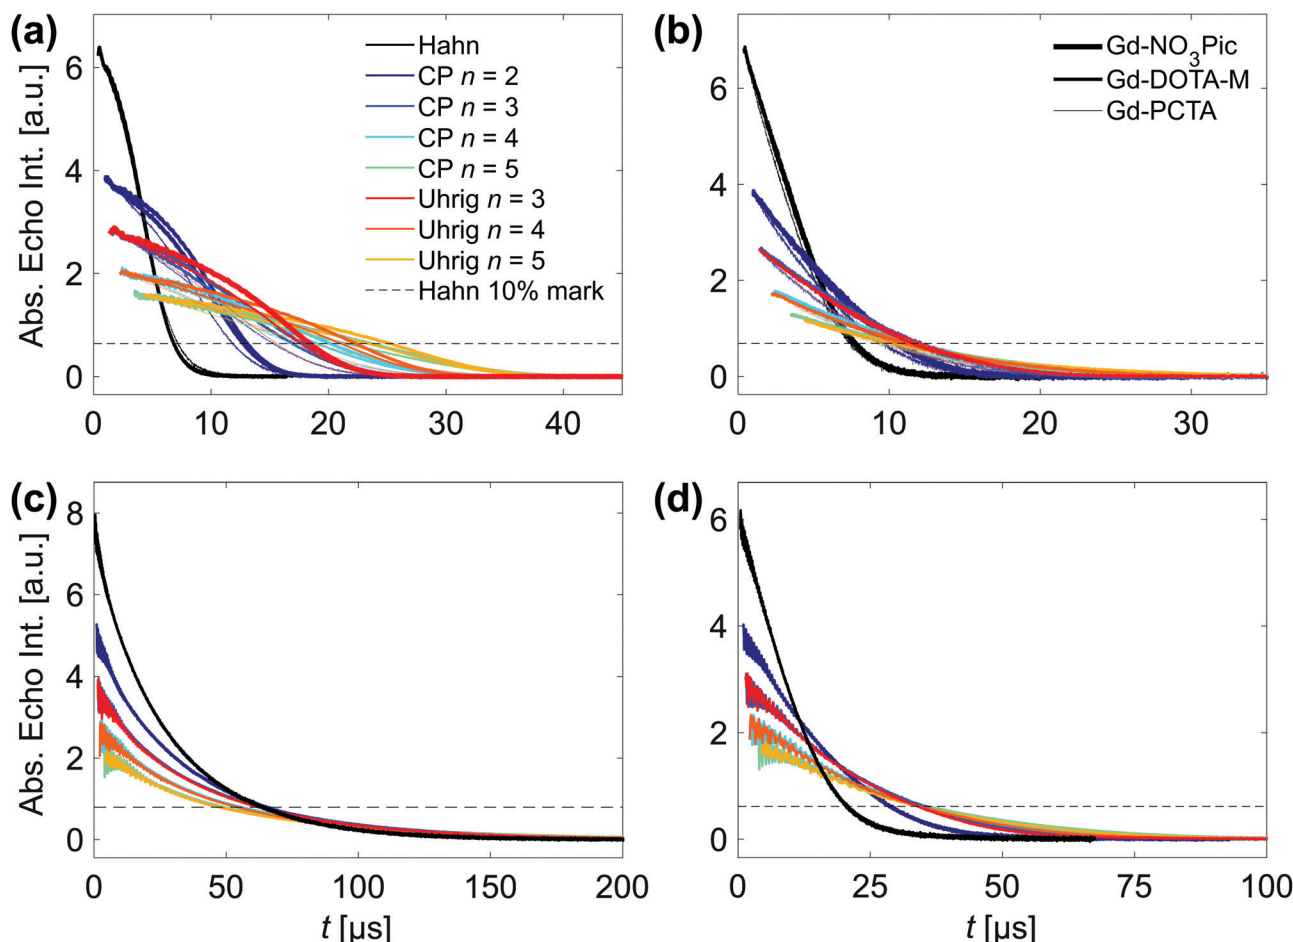 (a)
Abs. Echo Int. [a.u.]
6
4
2
0
0
10
20
30
40
Hahn
CP n = 2
CP n = 3
CP n = 4
CP n = 5
Uhrig n = 3
Uhrig n = 4
Uhrig n = 5
Hahn 10% mark
(b)
6
4
2
0
0
10
20
30
Gd-NO3Pic
Gd-DOTA-M
Gd-PCTA
(c)
Abs. Echo Int. [a.u.]
8
6
4
2
0
0
50
100
150
200
t [µs]
(d)
6
4
2
0
0
25
50
75
100
t [µs]